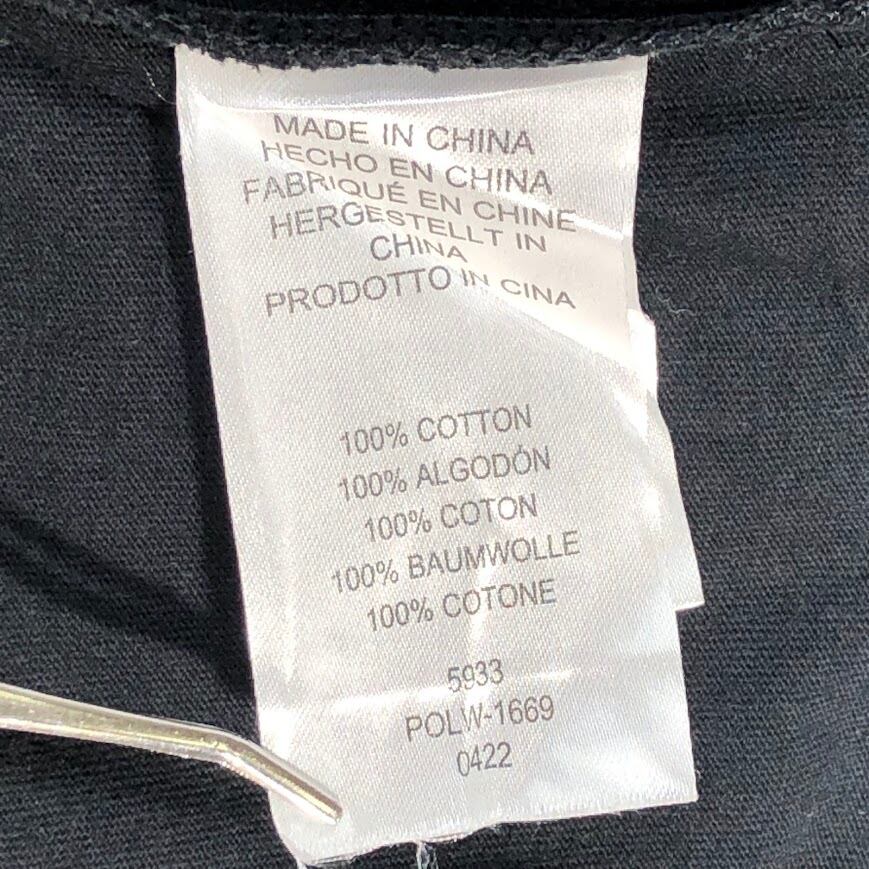 MADE IN CHINA
HECHO EN CHINA
FABRIQUÉ EN CHINE
HERGESTELLT IN
CHINA
PRODOTTO IN CINA
100% COTTON
100% ALGODÓN
100% COTON
100% BAUMWOLLE
100% COTONE
5933
POLW-1669
0422